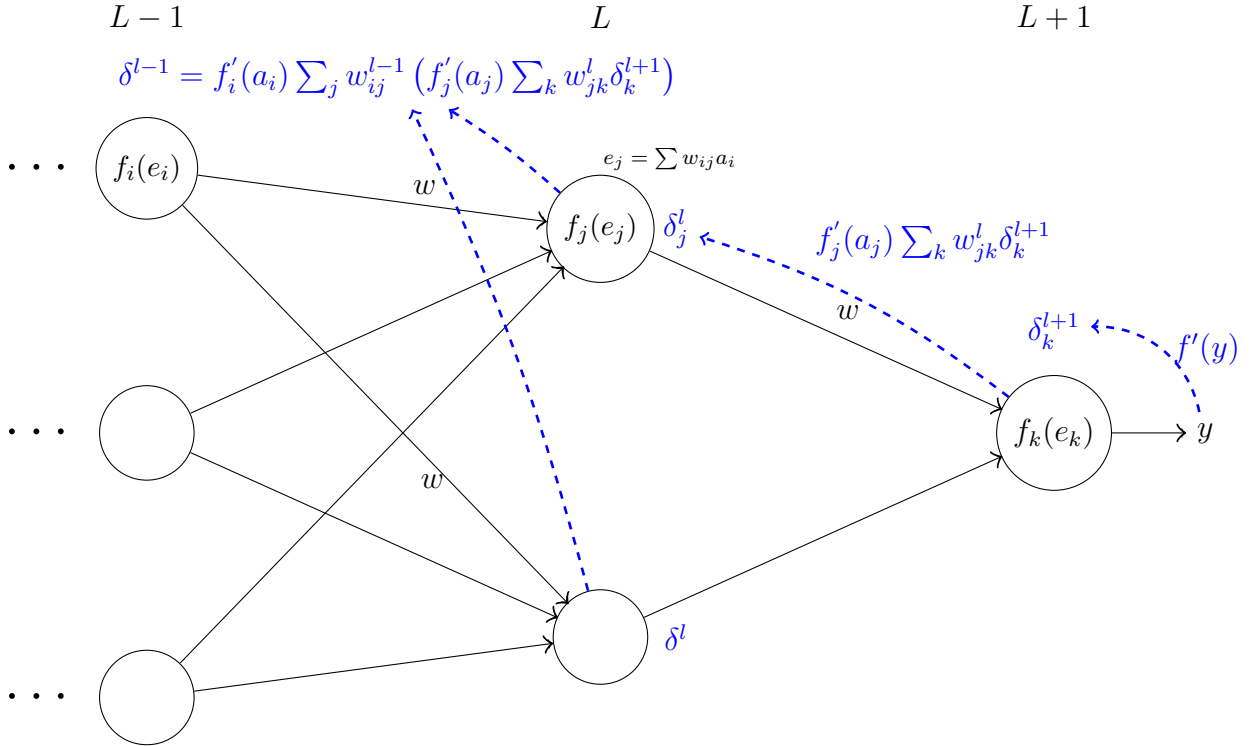 L − 1 L L + 1
δ^{l−1} = f_i^′(a_i) ∑_j w_{ij}^{l−1} (f_j^′(a_j) ∑_k w_{jk}^l δ_k^{l+1})
f_i(e_i)
e_j = ∑ w_{ij}a_i
w
f_j(e_j) δ_j^l
f_j^′(a_j) ∑_k w_{jk}^l δ_k^{l+1}
w
δ_k^{l+1}
f′(y)
f_k(e_k) y
w
δ^l